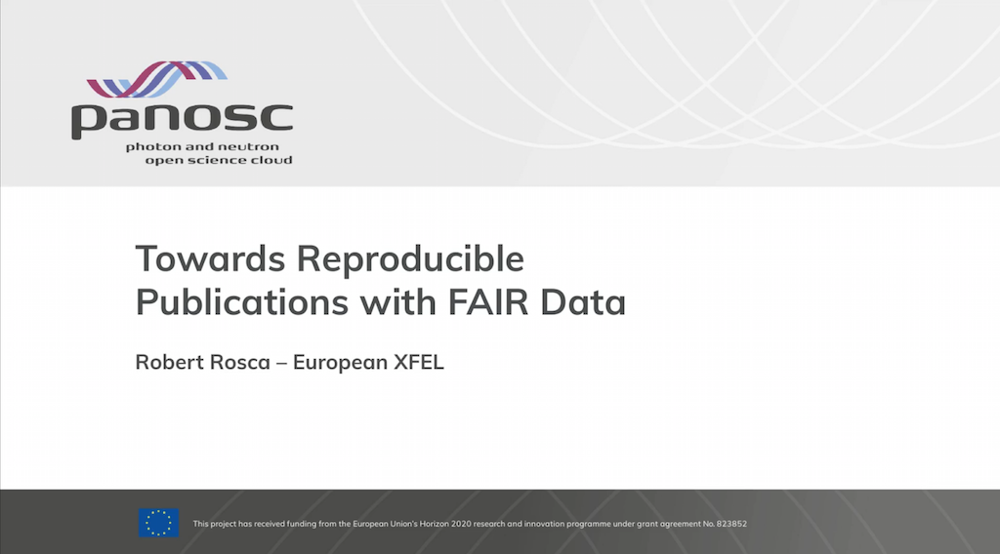 panosc
photon and neutron
open science cloud
Towards Reproducible
Publications with FAIR Data
Robert Rosca – European XFEL
This project has received funding from the European Union's Horizon 2020 research and innovation programme under grant agreement No. 823852